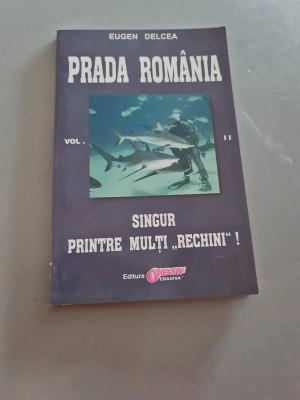 EUGEN DELCEA
PRADA ROMÂNIA
VOL. II
SINGUR
PRINTRE MULȚI „RECHINI“ !
Editura
CRAIOVA